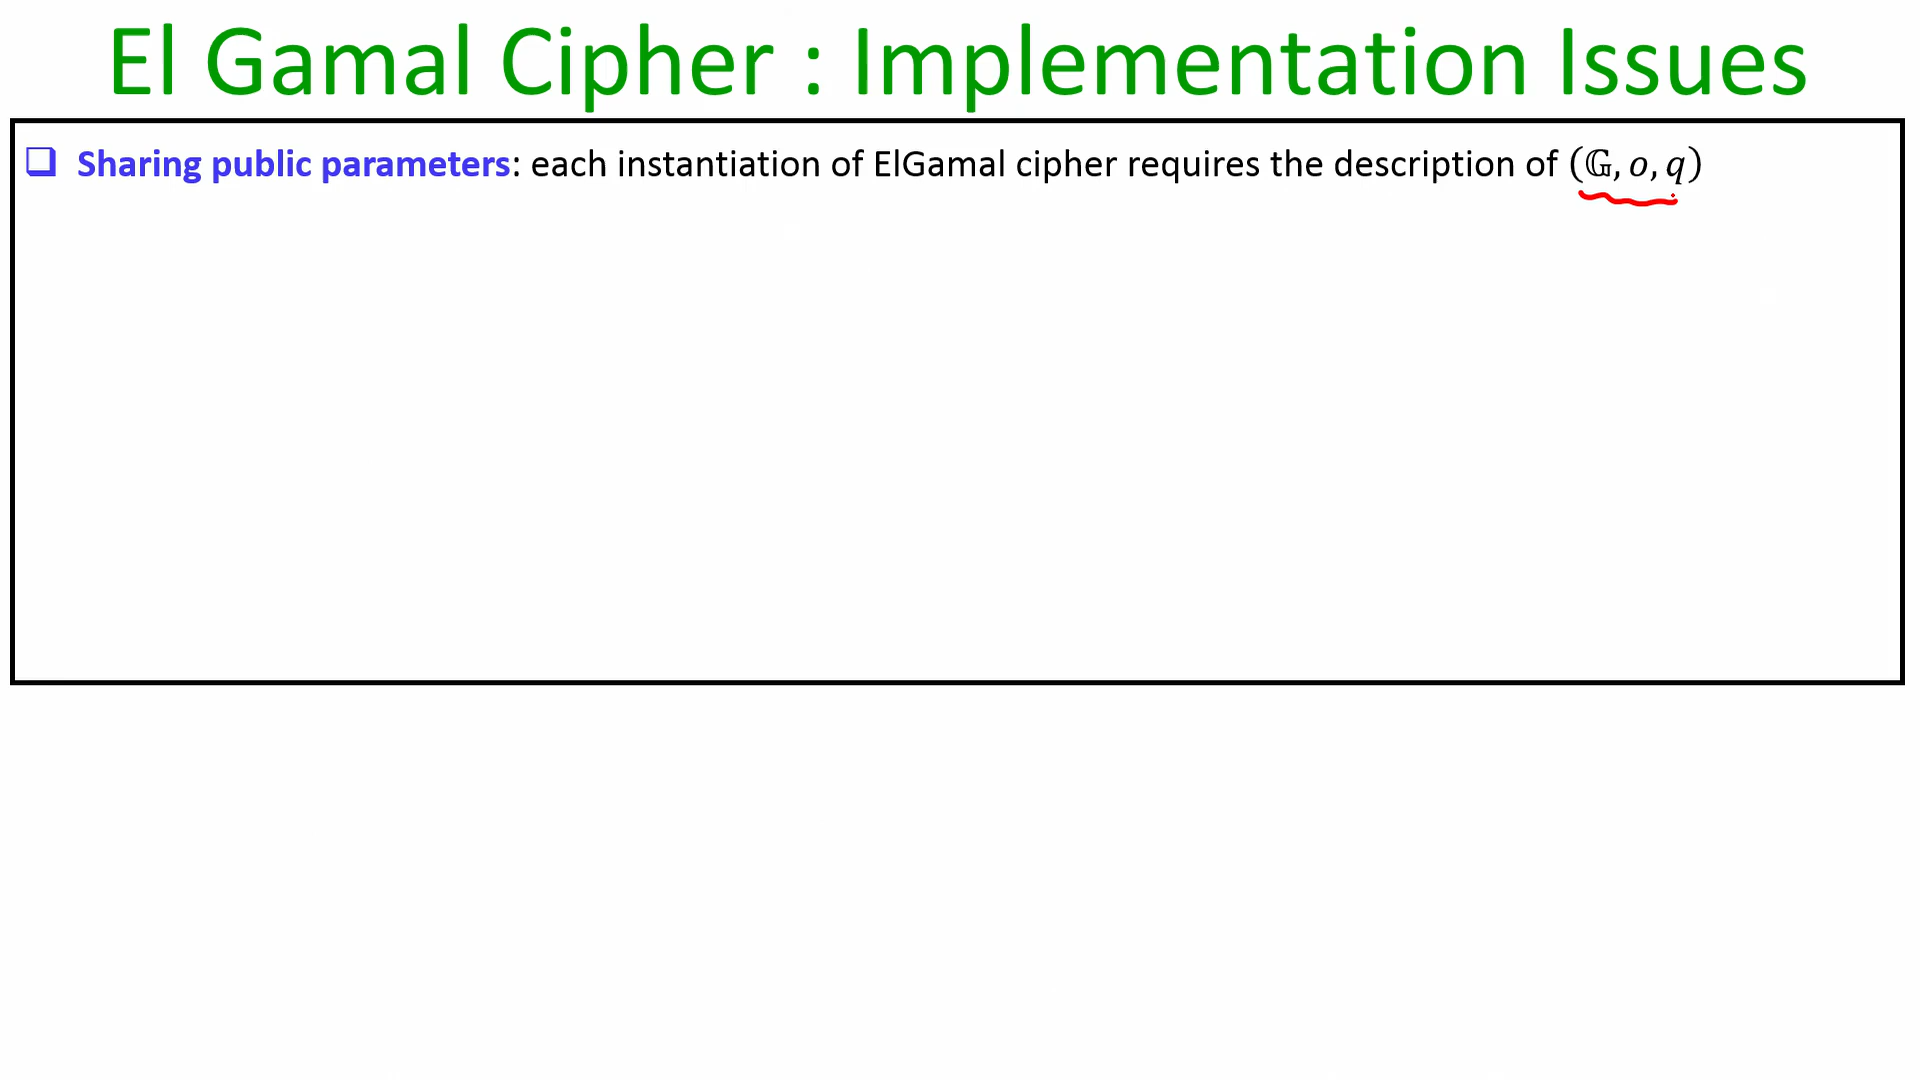 El Gamal Cipher : Implementation Issues
❑ Sharing public parameters: each instantiation of ElGamal cipher requires the description of (𝔾, o, q)